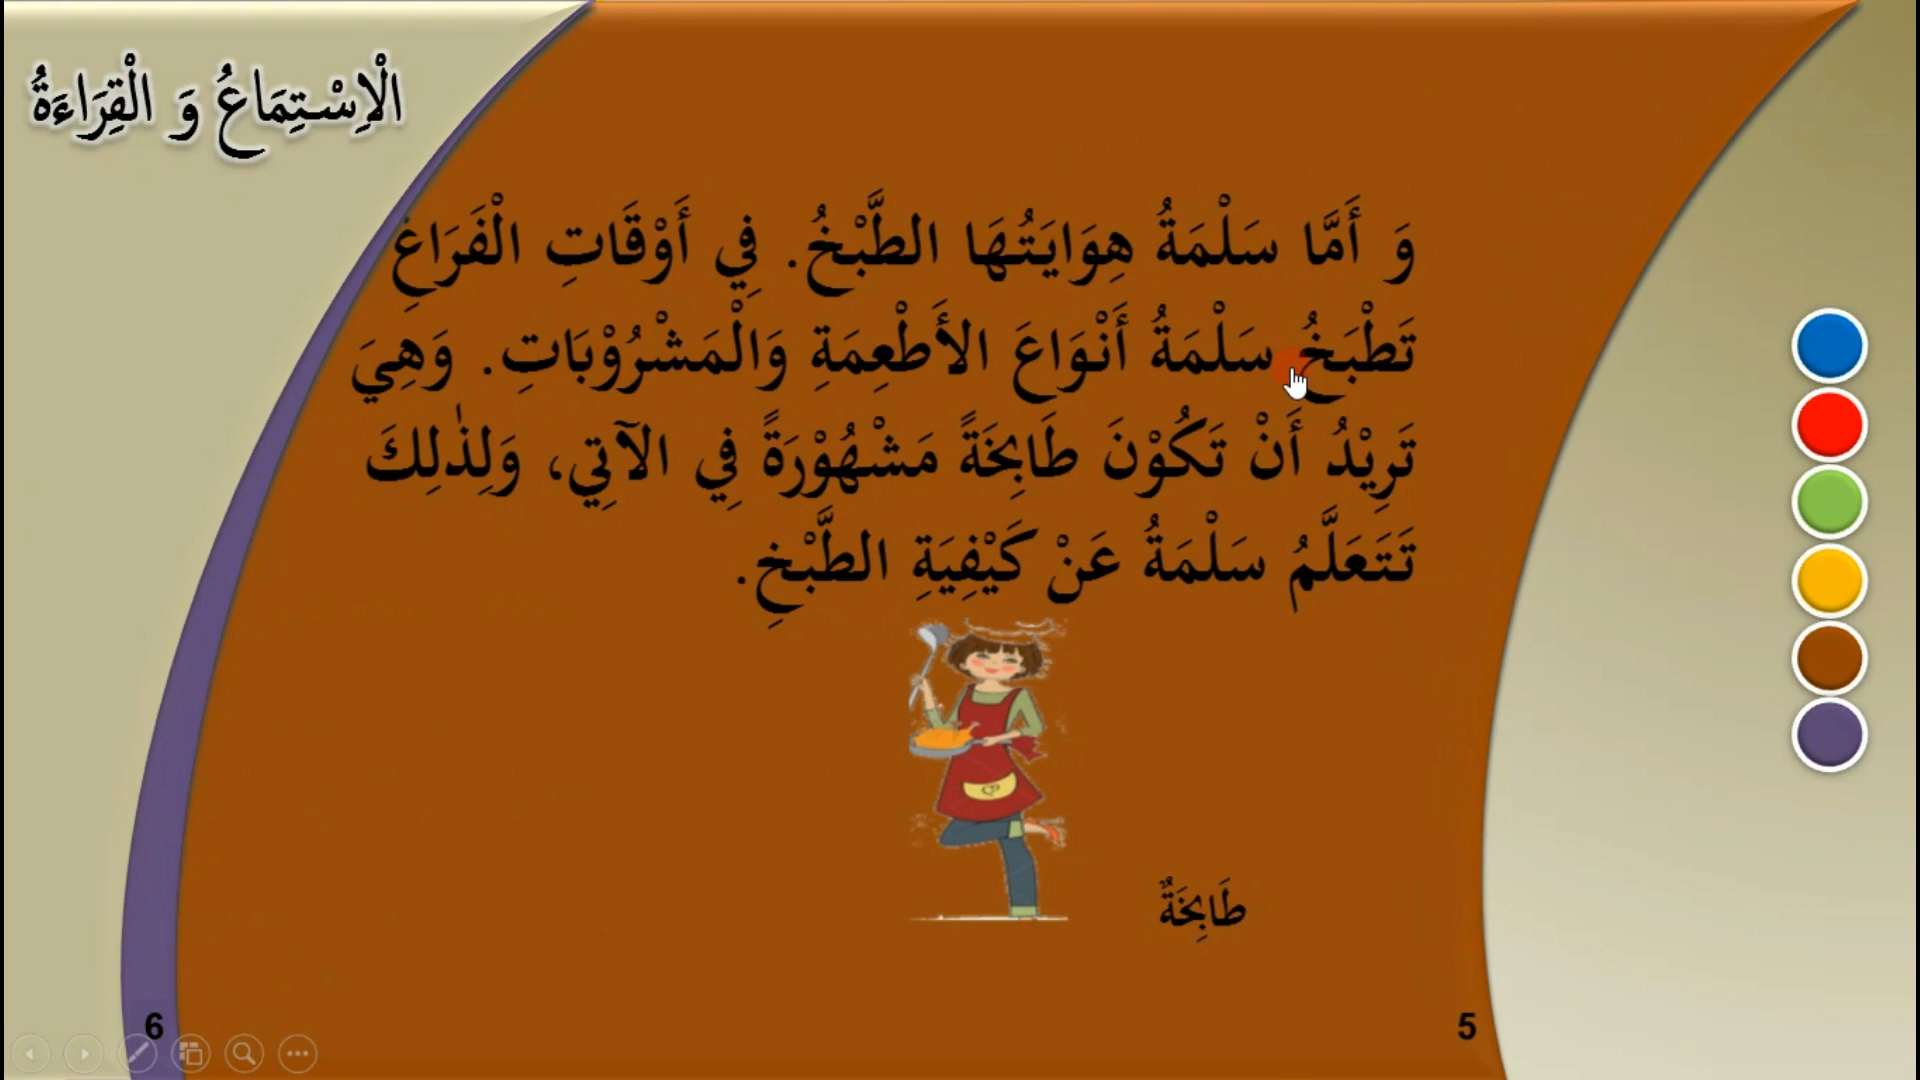 الْاِسْتِمَاعُ وَ الْقِرَاءَةُ
وَ أَمَّا سَلْمَةُ هِوَايَتُهَا الطَّبْخُ. فِي أَوْقَاتِ الْفَرَاغِ
تَطْبَخُ سَلْمَةُ أَنْوَاعَ الأَطْعِمَةِ وَالْمَشْرُوْبَاتِ. وَهِيَ
تَرِيْدُ أَنْ تَكُوْنَ طَابِخَةً مَشْهُوْرَةً فِي الآتِي، وَلِذٰلِكَ
تَتَعَلَّمُ سَلْمَةُ عَنْ كَيْفِيَةِ الطَّبْخِ.
طَابِخَةٌ
5
6